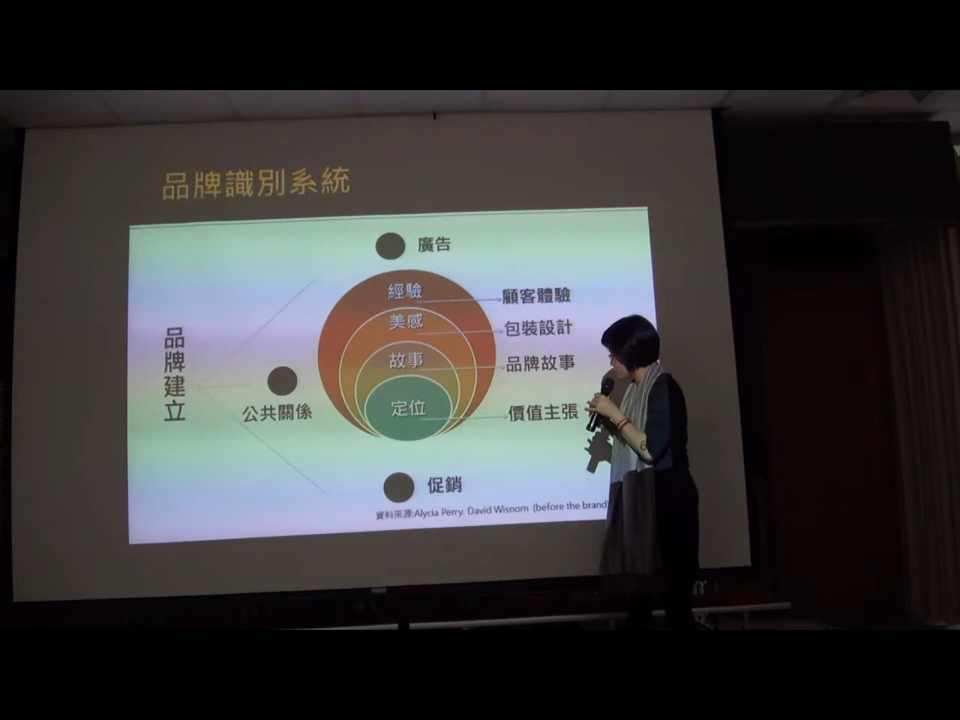 品牌識別系統
廣告
經驗
顧客體驗
美感
包裝設計
品牌建立
故事
品牌故事
公共關係
定位
價值主張
促銷
資料來源:Alycia Perry. David Wisnom (before the brand)